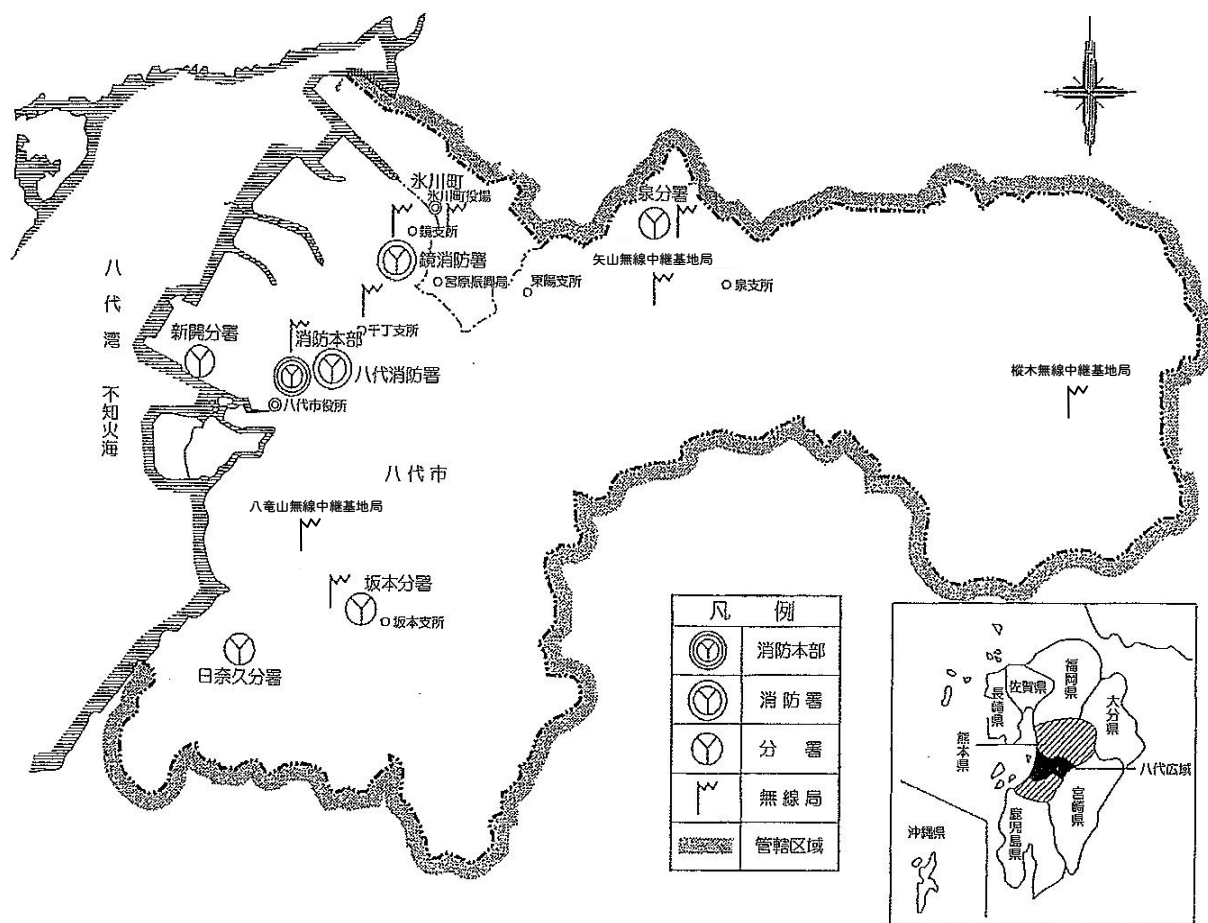 氷川町
氷川町役場
鏡支所
鏡消防署
宮原振興局
東陽支所
泉分署
矢山無線中継基地局
泉支所
千丁支所
八代湾
不知火海
新開分署
消防本部
八代消防署
八代市役所
樅木無線中継基地局
八代市
八竜山無線中継基地局
坂本分署
坂本支所
日奈久分署
凡 例
消防本部
消防署
分 署
無線局
管轄区域
福岡県
佐賀県
長崎県
大分県
熊本県
八代広域
宮崎県
鹿児島県
沖縄県